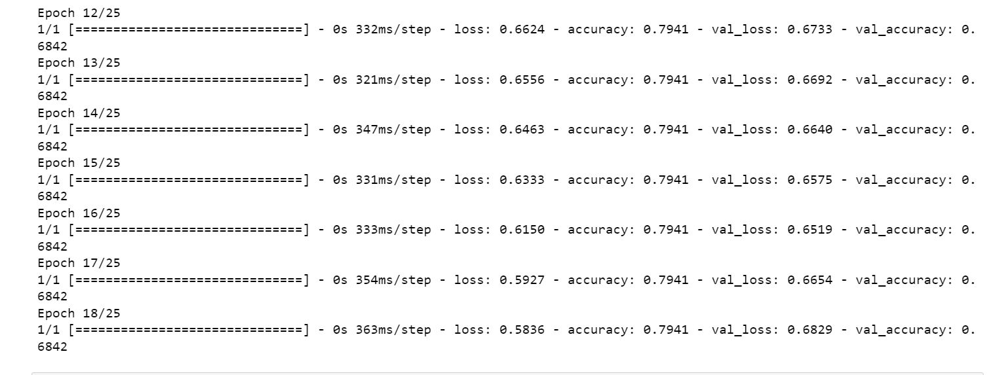 Epoch 12/25
1/1 [==============================] - 0s 332ms/step - loss: 0.6624 - accuracy: 0.7941 - val_loss: 0.6733 - val_accuracy: 0.
6842
Epoch 13/25
1/1 [==============================] - 0s 321ms/step - loss: 0.6556 - accuracy: 0.7941 - val_loss: 0.6692 - val_accuracy: 0.
6842
Epoch 14/25
1/1 [==============================] - 0s 347ms/step - loss: 0.6463 - accuracy: 0.7941 - val_loss: 0.6640 - val_accuracy: 0.
6842
Epoch 15/25
1/1 [==============================] - 0s 331ms/step - loss: 0.6333 - accuracy: 0.7941 - val_loss: 0.6575 - val_accuracy: 0.
6842
Epoch 16/25
1/1 [==============================] - 0s 333ms/step - loss: 0.6150 - accuracy: 0.7941 - val_loss: 0.6519 - val_accuracy: 0.
6842
Epoch 17/25
1/1 [==============================] - 0s 354ms/step - loss: 0.5927 - accuracy: 0.7941 - val_loss: 0.6654 - val_accuracy: 0.
6842
Epoch 18/25
1/1 [==============================] - 0s 363ms/step - loss: 0.5836 - accuracy: 0.7941 - val_loss: 0.6829 - val_accuracy: 0.
6842